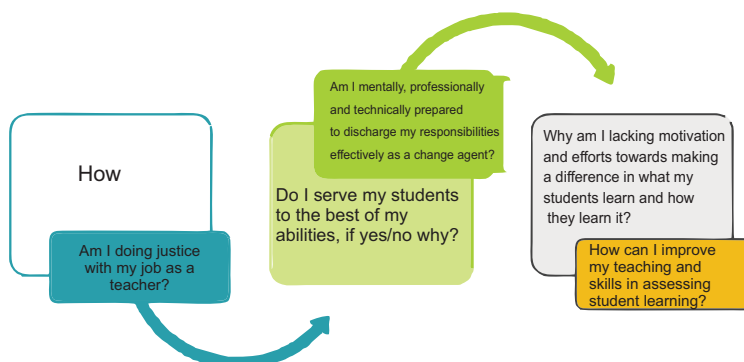 How
Am I doing justice
with my job as a
teacher?
Am I mentally, professionally
and technically prepared
to discharge my responsibilities
effectively as a change agent?
Do I serve my students
to the best of my
abilities, if yes/no why?
Why am I lacking motivation
and efforts towards making
a difference in what my
students learn and how
they learn it?
How can I improve
my teaching and
skills in assessing
student learning?